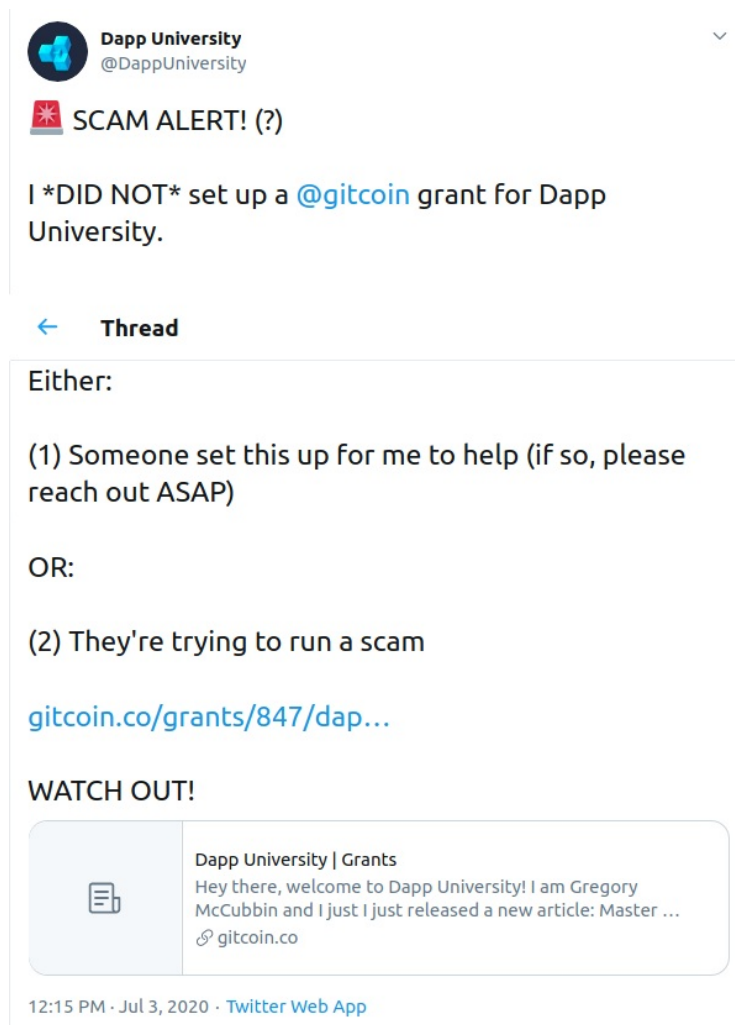 Dapp University
@DappUniversity
🚨 SCAM ALERT! (?)
I *DID NOT* set up a @gitcoin grant for Dapp
University.
← Thread
Either:
(1) Someone set this up for me to help (if so, please
reach out ASAP)
OR:
(2) They're trying to run a scam
gitcoin.co/grants/847/dap…
WATCH OUT!
Dapp University | Grants
Hey there, welcome to Dapp University! I am Gregory
McCubbin and I just I just released a new article: Master ...
gitcoin.co
12:15 PM · Jul 3, 2020 · Twitter Web App